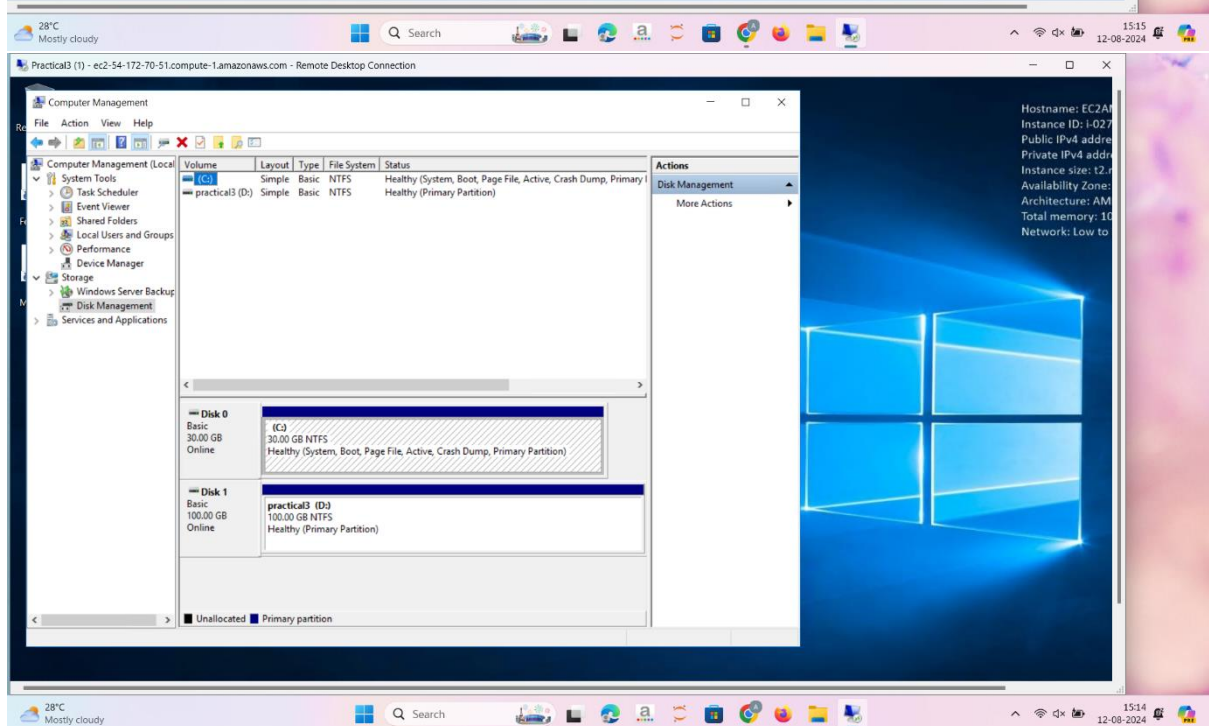 28°C
Mostly cloudy
Search
15:15
12-08-2024
Practical3 (1) - ec2-54-172-70-51.compute-1.amazonaws.com - Remote Desktop Connection
Computer Management
File Action View Help
Computer Management (Local
System Tools
Task Scheduler
Event Viewer
Shared Folders
Local Users and Groups
Performance
Device Manager
Storage
Windows Server Backup
Disk Management
Services and Applications
Volume Layout Type File System Status
(C:) Simple Basic NTFS Healthy (System, Boot, Page File, Active, Crash Dump, Primary
practical3 (D:) Simple Basic NTFS Healthy (Primary Partition)
Actions
Disk Management
More Actions
Disk 0
Basic
30.00 GB
Online
(C:)
30.00 GB NTFS
Healthy (System, Boot, Page File, Active, Crash Dump, Primary Partition)
Disk 1
Basic
100.00 GB
Online
practical3 (D:)
100.00 GB NTFS
Healthy (Primary Partition)
Unallocated Primary partition
Hostname: EC2A
Instance ID: i-027
Public IPv4 addre
Private IPv4 addr
Instance size: t2.
Availability Zone:
Architecture: AM
Total memory: 10
Network: Low to
28°C
Mostly cloudy
Search
15:14
12-08-2024